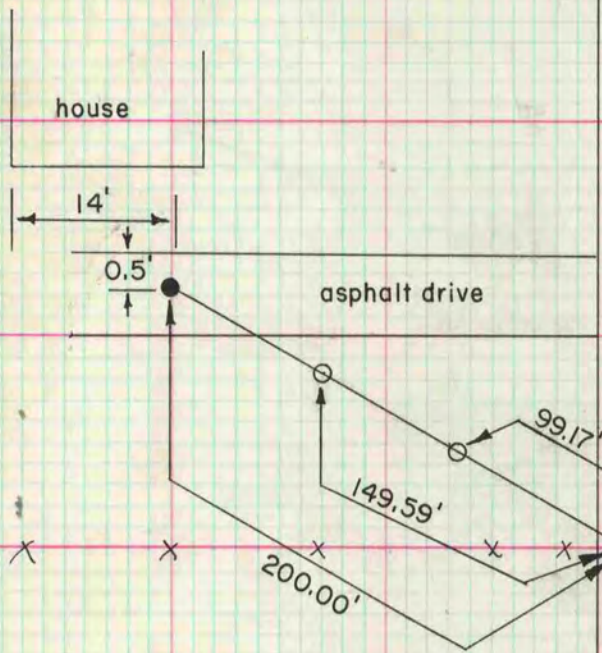 house
14'
0.5'
asphalt drive
99.17'
149.59'
200.00'
X X X X X